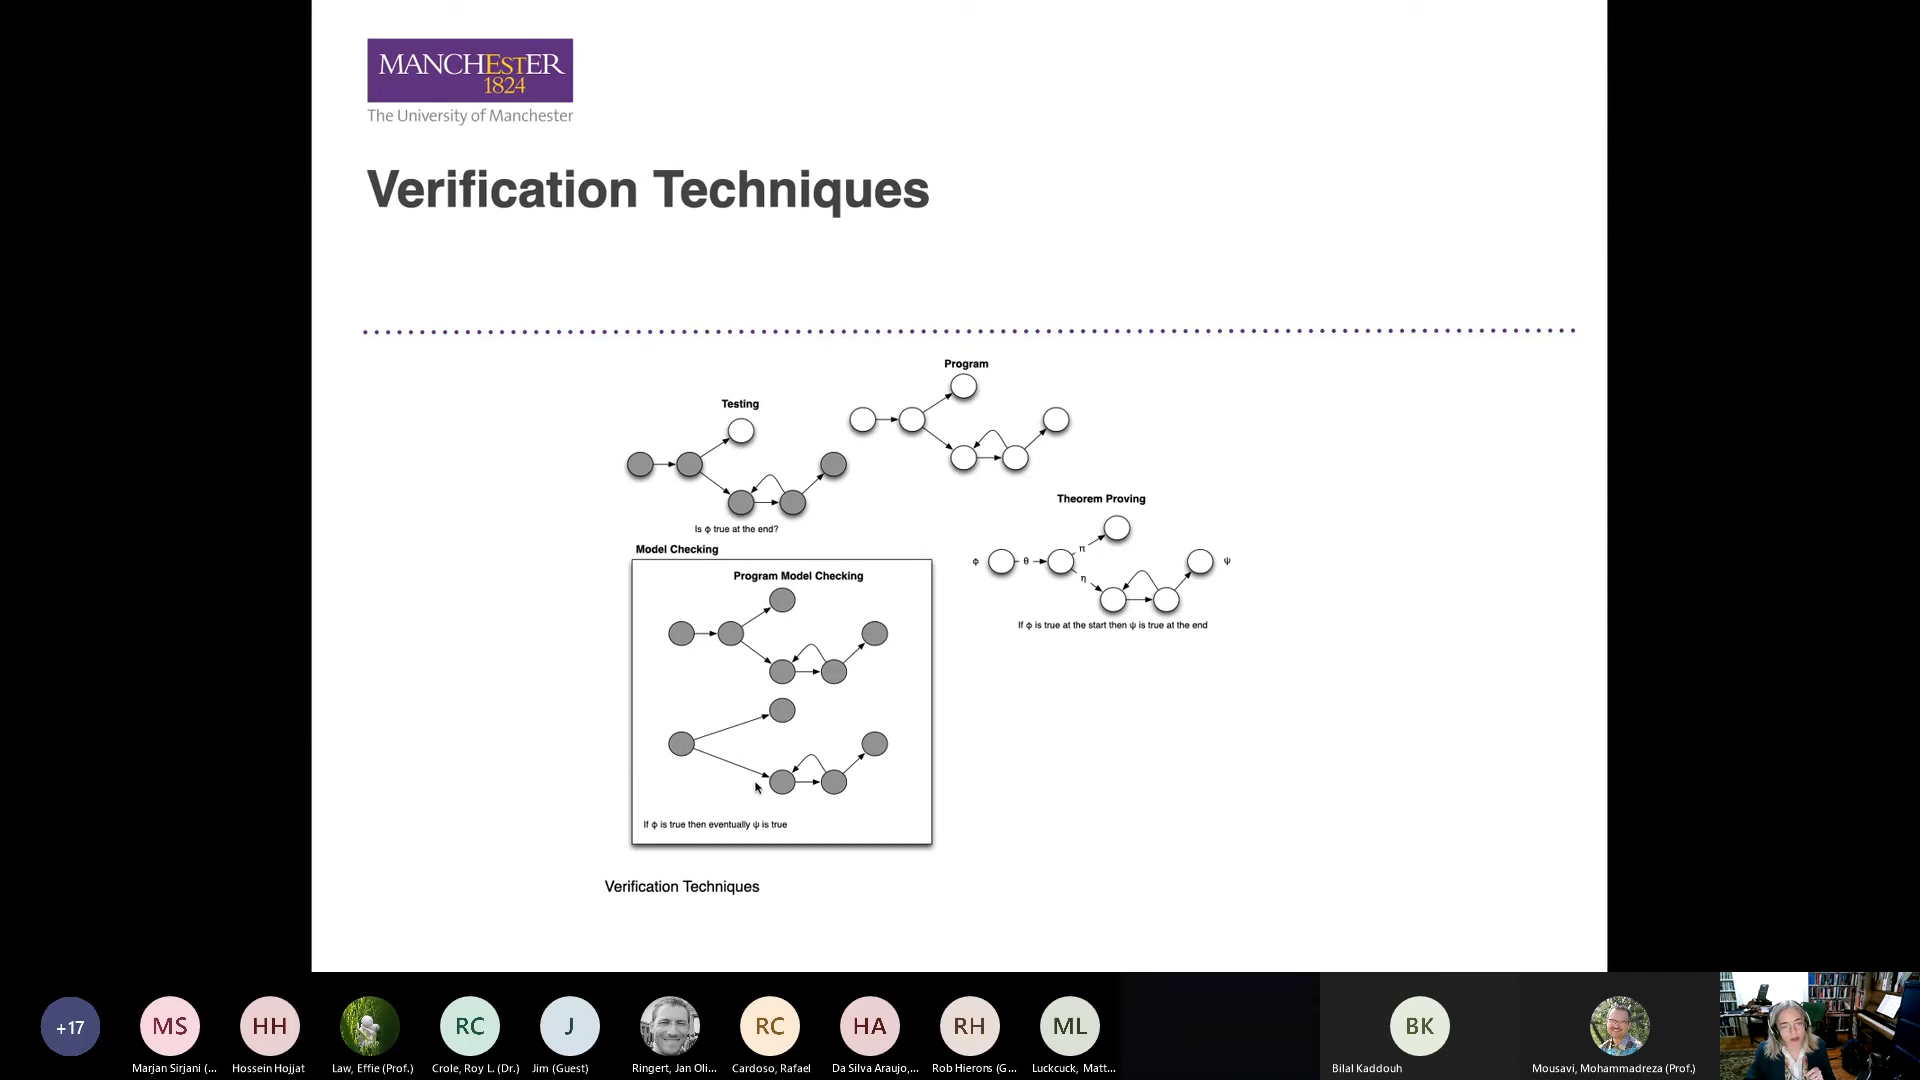 MANCHESTER
1824
The University of Manchester
Verification Techniques
Program
Testing
Is ϕ true at the end?
Theorem Proving
π
ϕ
θ
ψ
η
If ϕ is true at the start then ψ is true at the end
Model Checking
Program Model Checking
If ϕ is true then eventually ψ is true
Verification Techniques
+17
MS
HH
RC
J
RC
HA
RH
ML
BK
Marjan Sirjani (...
Hossein Hojjat
Law, Effie (Prof.)
Crole, Roy L. (Dr.)
Jim (Guest)
Ringert, Jan Oli...
Cardoso, Rafael
Da Silva Araujo,...
Rob Hierons (G...
Luckcuck, Matt...
Bilal Kaddouh
Mousavi, Mohammadreza (Prof.)